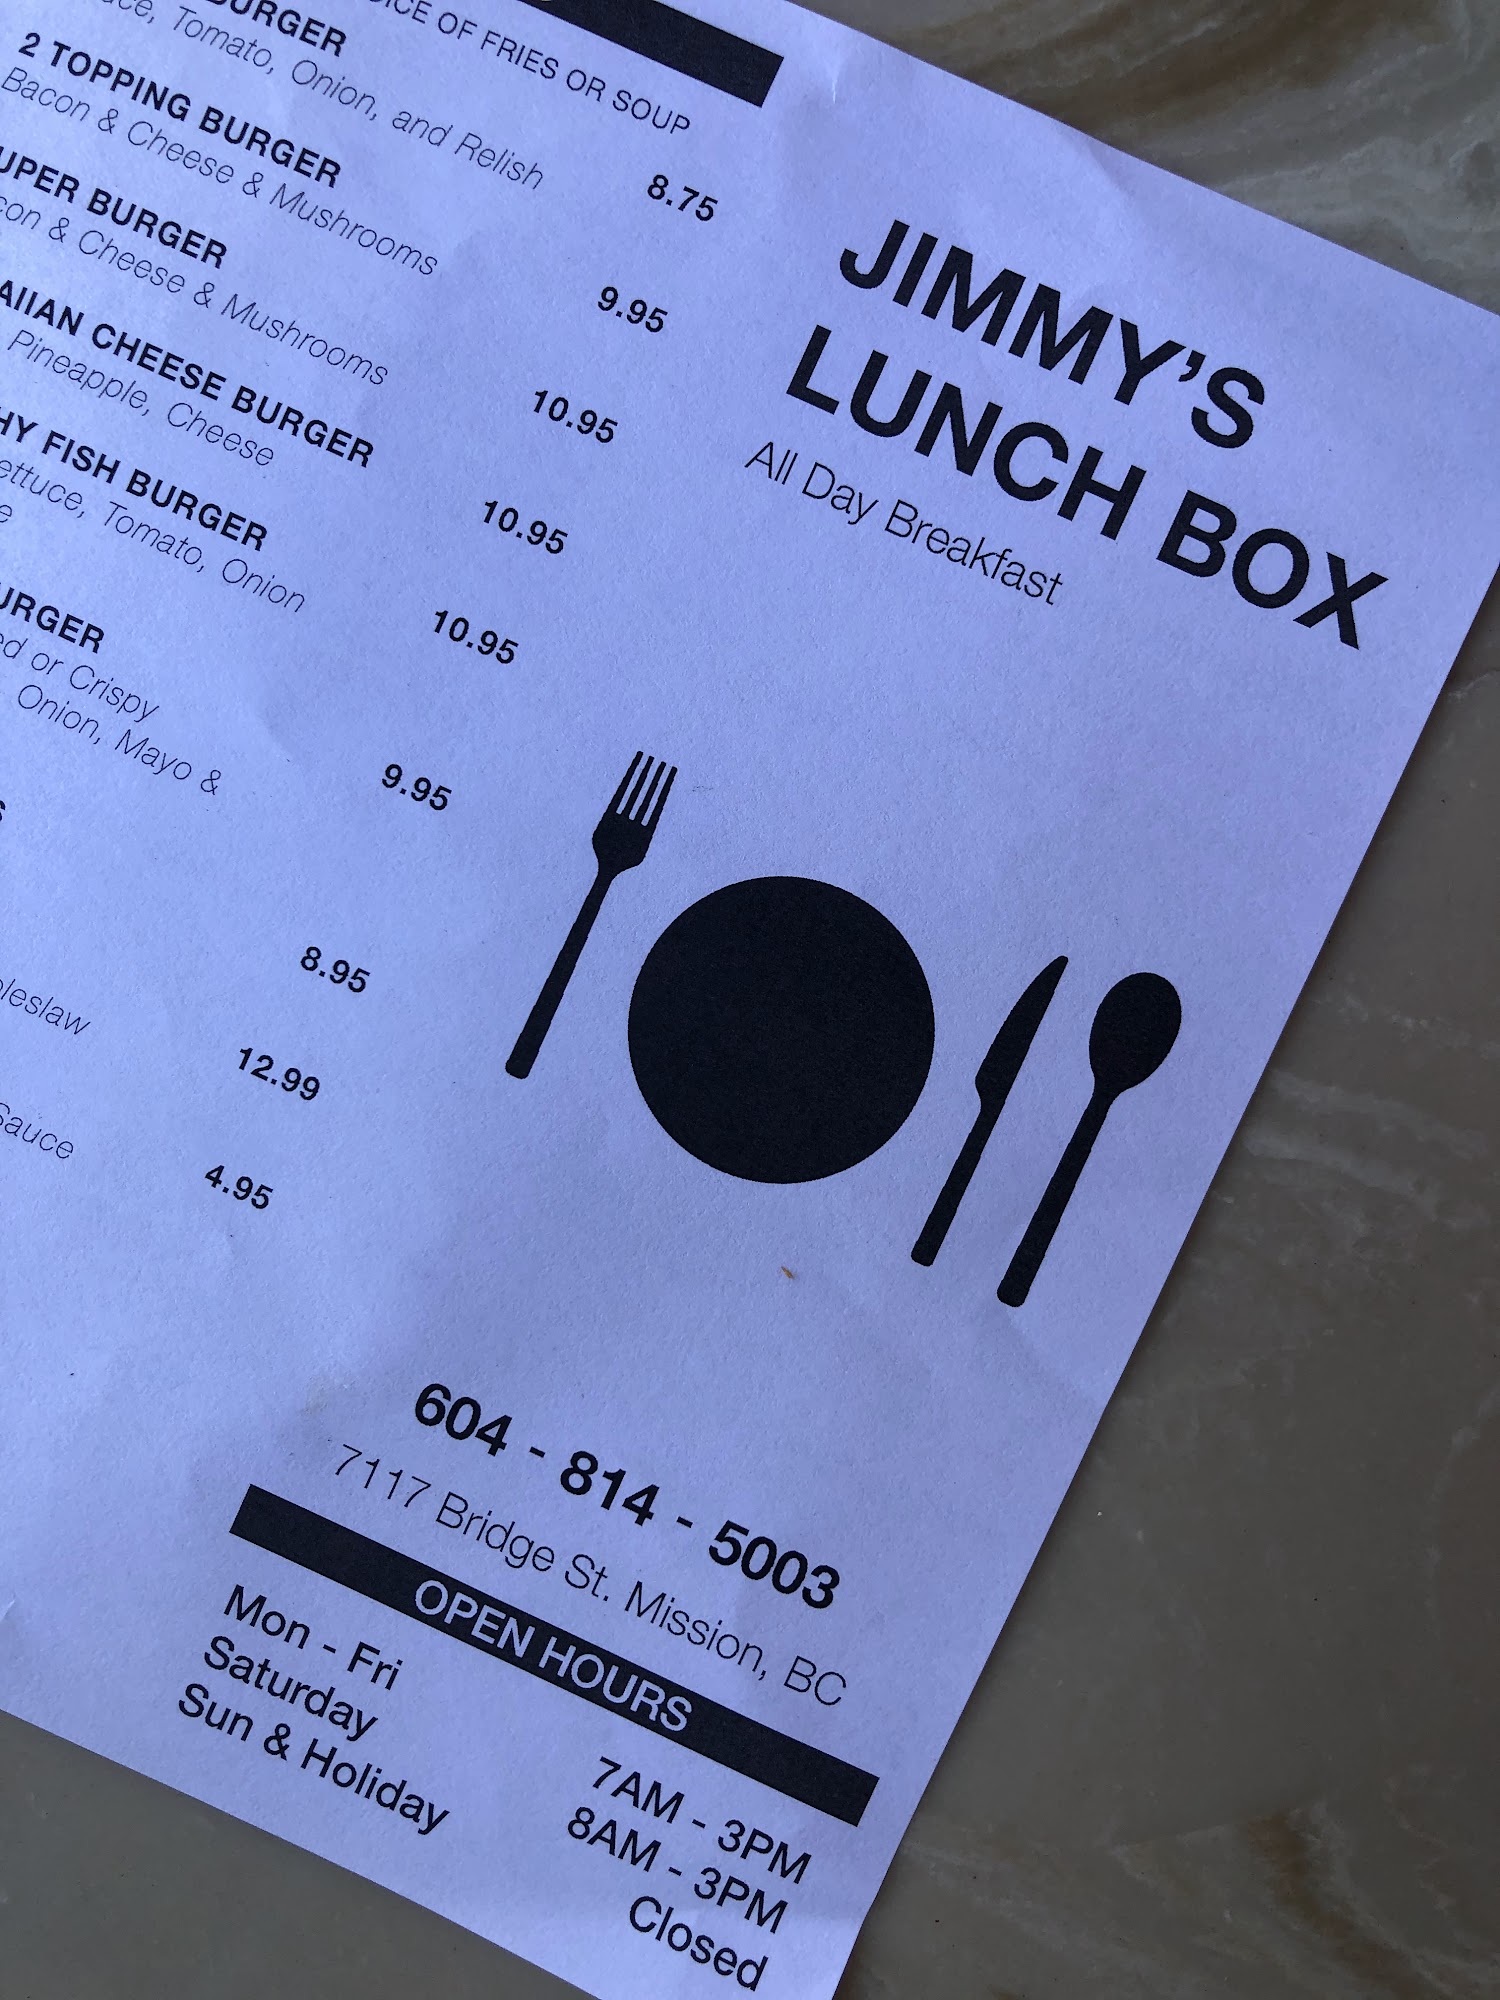 OICE OF FRIES OR SOUP
BURGER 8.75
uce, Tomato, Onion, and Relish
2 TOPPING BURGER 9.95
Bacon & Cheese & Mushrooms
UPER BURGER 10.95
con & Cheese & Mushrooms
AIIAN CHEESE BURGER 10.95
Pineapple, Cheese
HY FISH BURGER 10.95
ettuce, Tomato, Onion
e
URGER 9.95
ed or Crispy
Onion, Mayo &
S 8.95
12.99
oleslaw
4.95
Sauce
JIMMY'S
LUNCH BOX
All Day Breakfast
604 - 814 - 5003
7117 Bridge St. Mission, BC
OPEN HOURS
Mon - Fri 7AM - 3PM
Saturday 8AM - 3PM
Sun & Holiday Closed